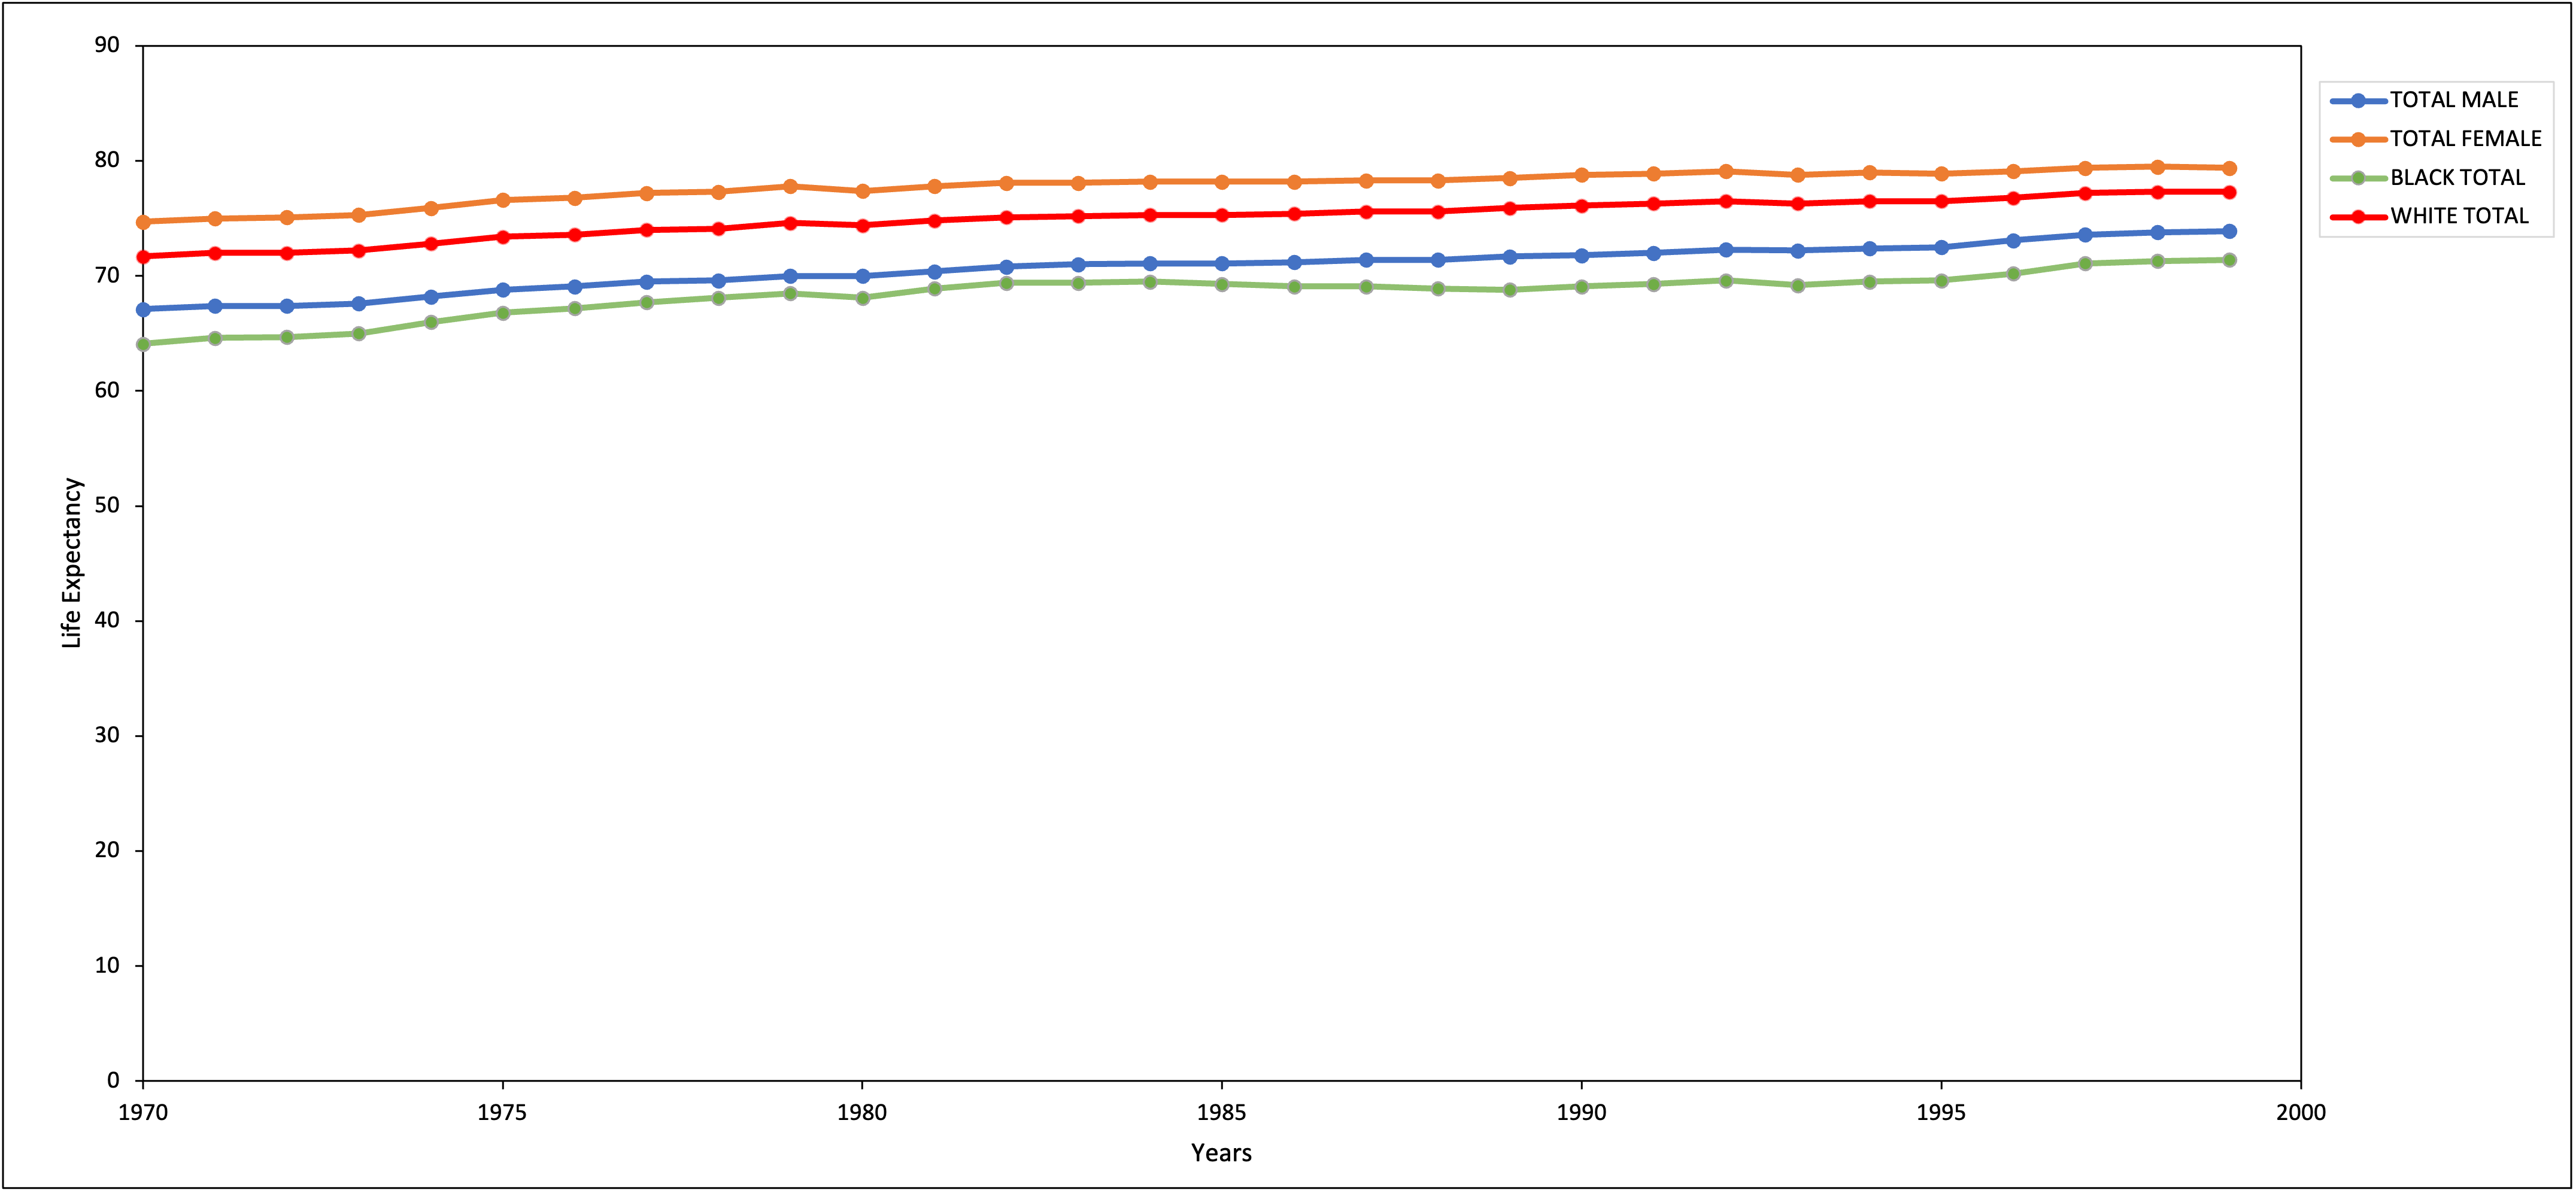 90
80
70
60
50
40
30
20
10
0
Life Expectancy
1970 1975 1980 1985 1990 1995 2000
Years
TOTAL MALE
TOTAL FEMALE
BLACK TOTAL
WHITE TOTAL